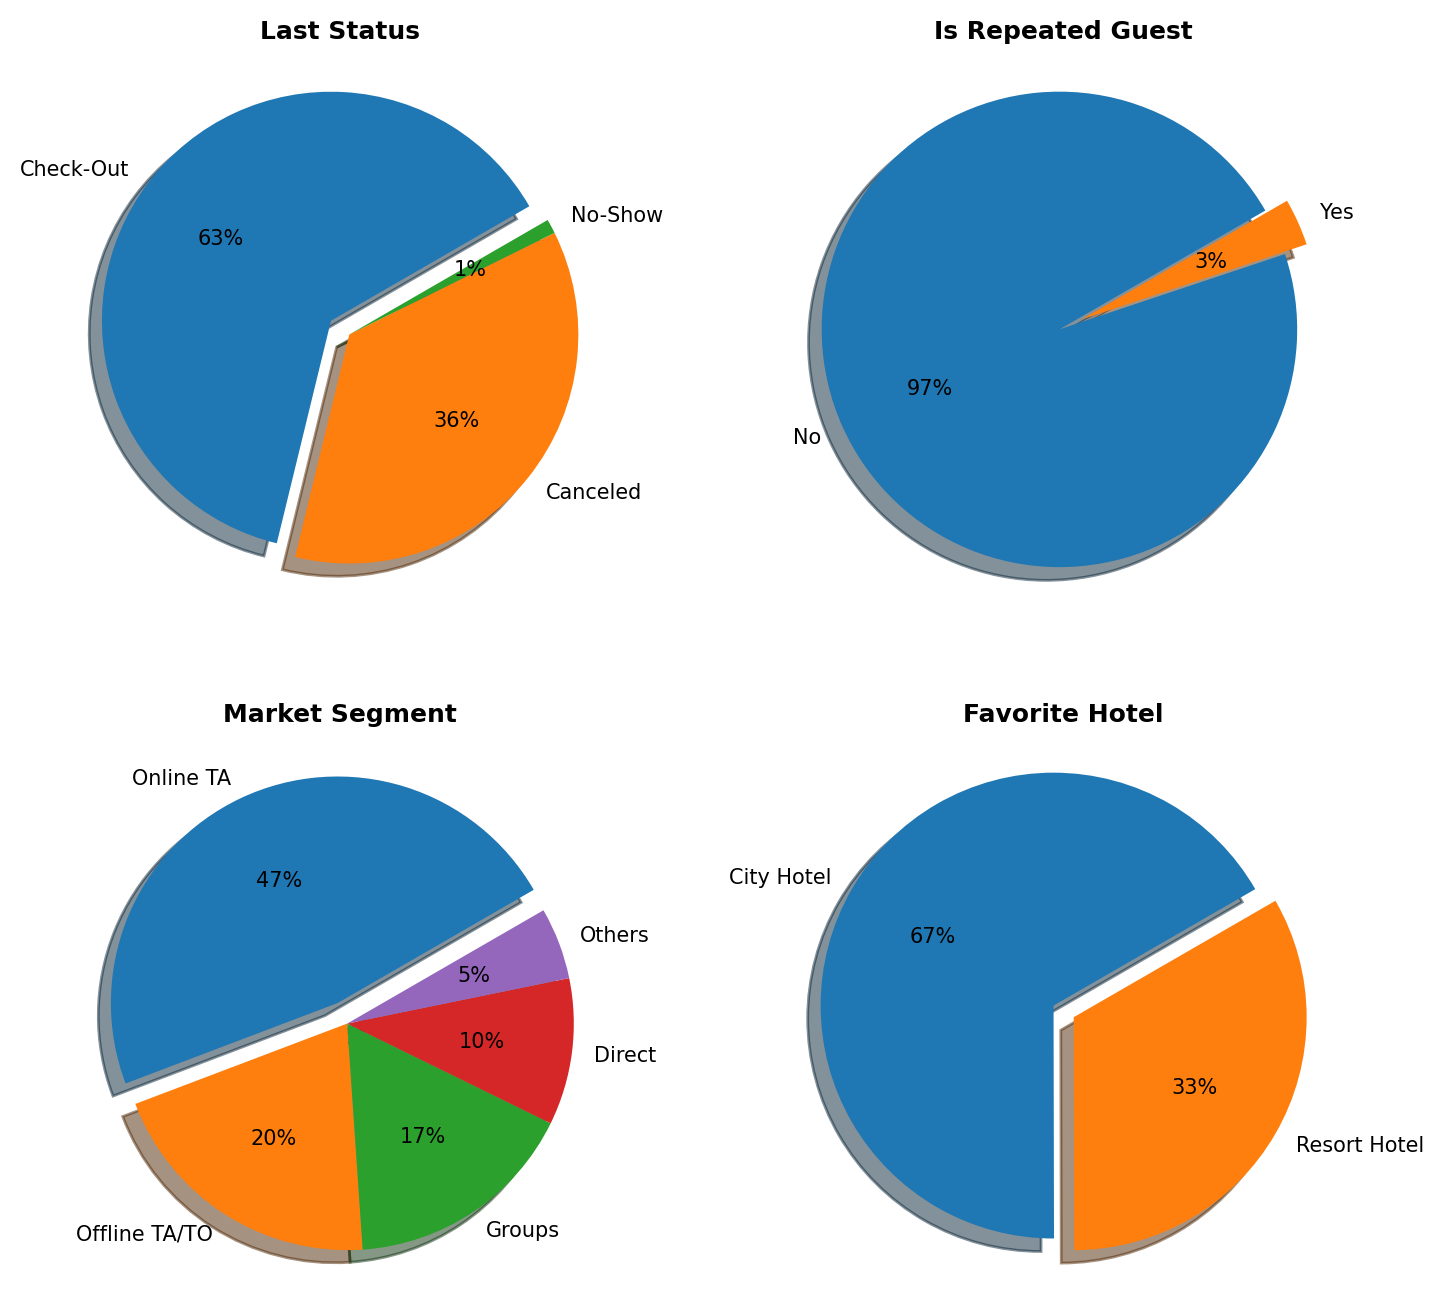 Last Status
Check-Out
63%
No-Show
1%
36%
Canceled
Is Repeated Guest
Yes
3%
97%
No
Market Segment
Online TA
47%
Others
5%
10%
Direct
20%
17%
Offline TA/TO
Groups
Favorite Hotel
City Hotel
67%
33%
Resort Hotel